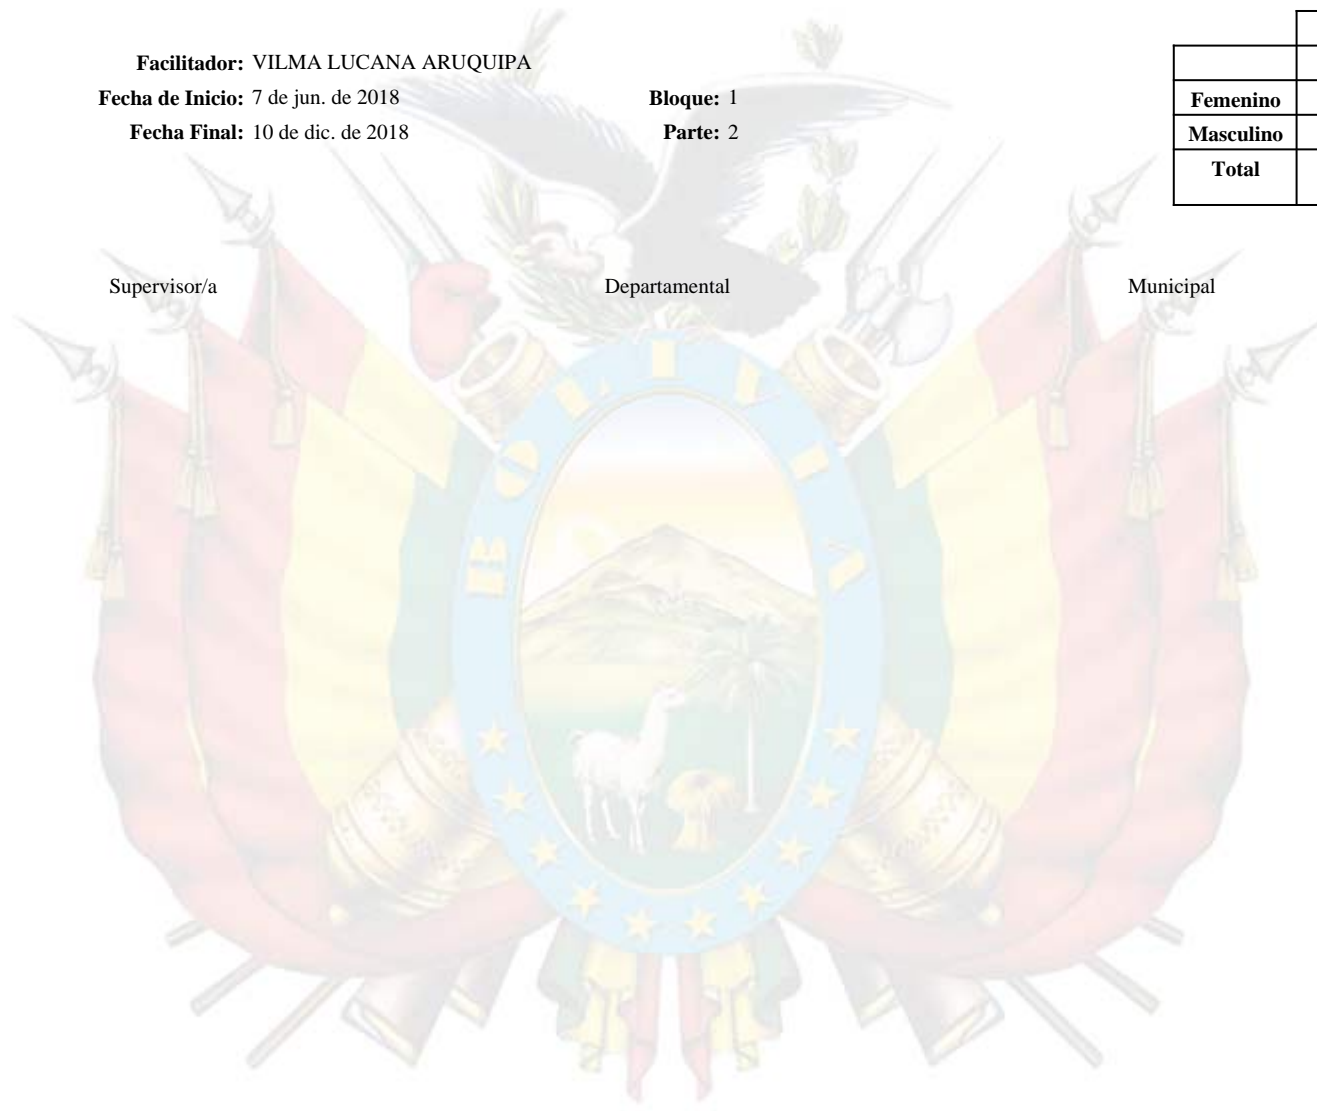 Facilitador: VILMA LUCANA ARUQUIPA
Fecha de Inicio: 7 de jun. de 2018 Bloque: 1
Fecha Final: 10 de dic. de 2018 Parte: 2
Femenino
Masculino
Total
Supervisor/a Departamental Municipal
BOLIVIA